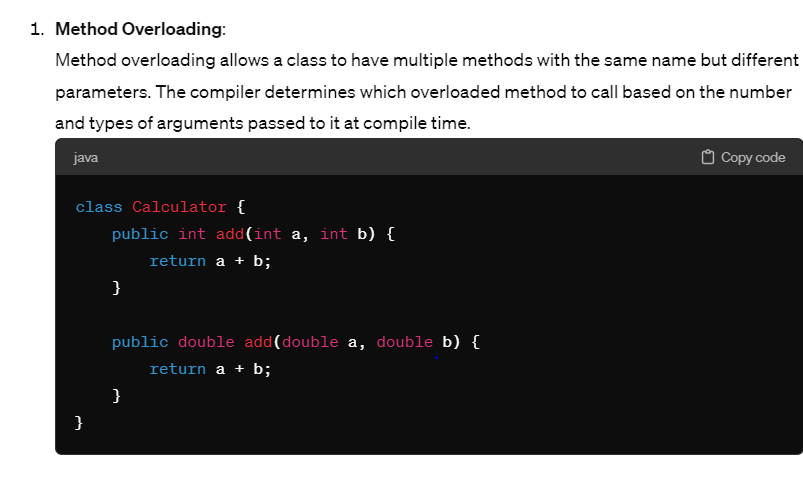 1. Method Overloading:
Method overloading allows a class to have multiple methods with the same name but different
parameters. The compiler determines which overloaded method to call based on the number
and types of arguments passed to it at compile time.
java Copy code
class Calculator {
    public int add(int a, int b) {
        return a + b;
    }
    public double add(double a, double b) {
        return a + b;
    }
}